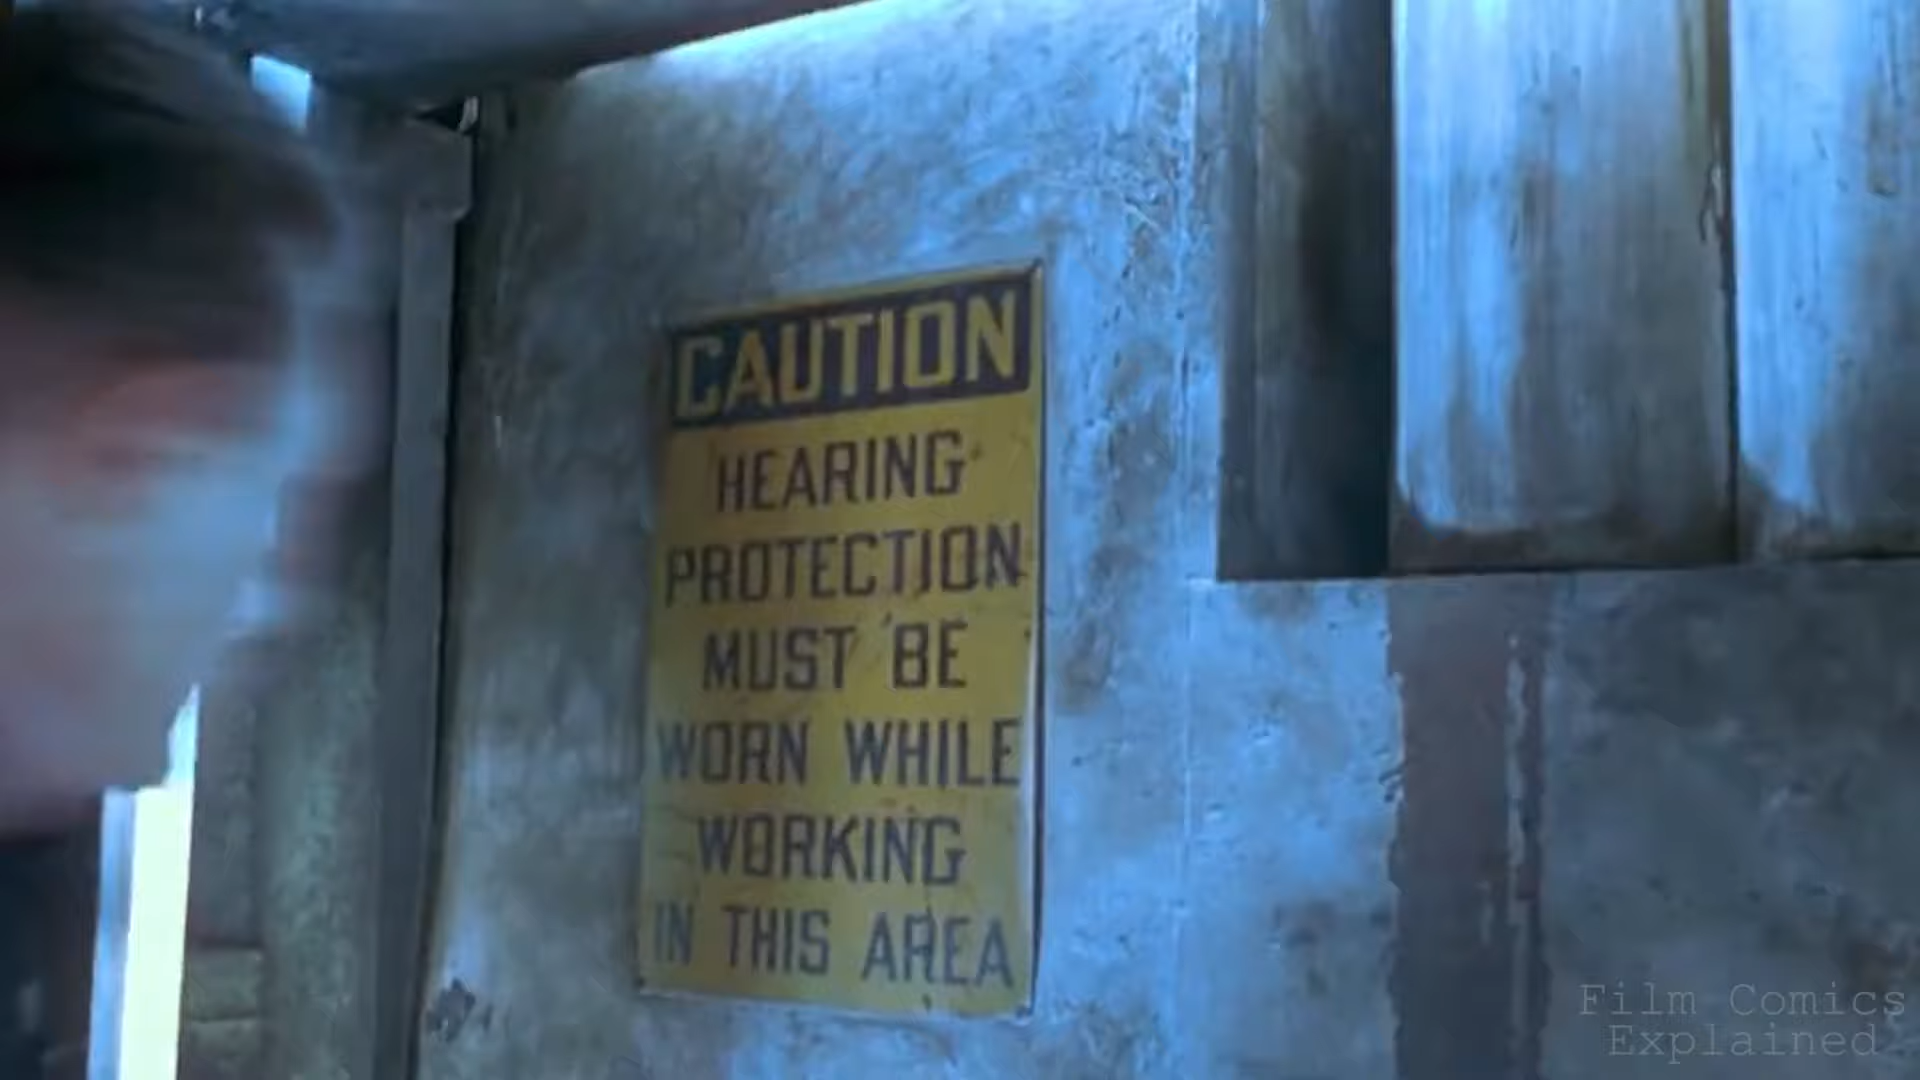 CAUTION
HEARING
PROTECTION
MUST BE
WORN WHILE
WORKING
IN THIS AREA
Film Comics
Explained